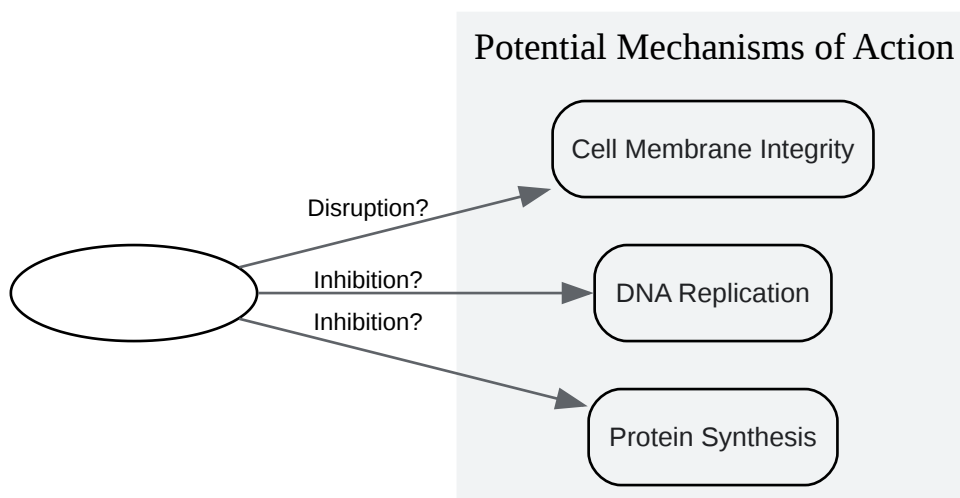 Potential Mechanisms of Action
Cell Membrane Integrity
Disruption?
Inhibition?
DNA Replication
Inhibition?
Protein Synthesis